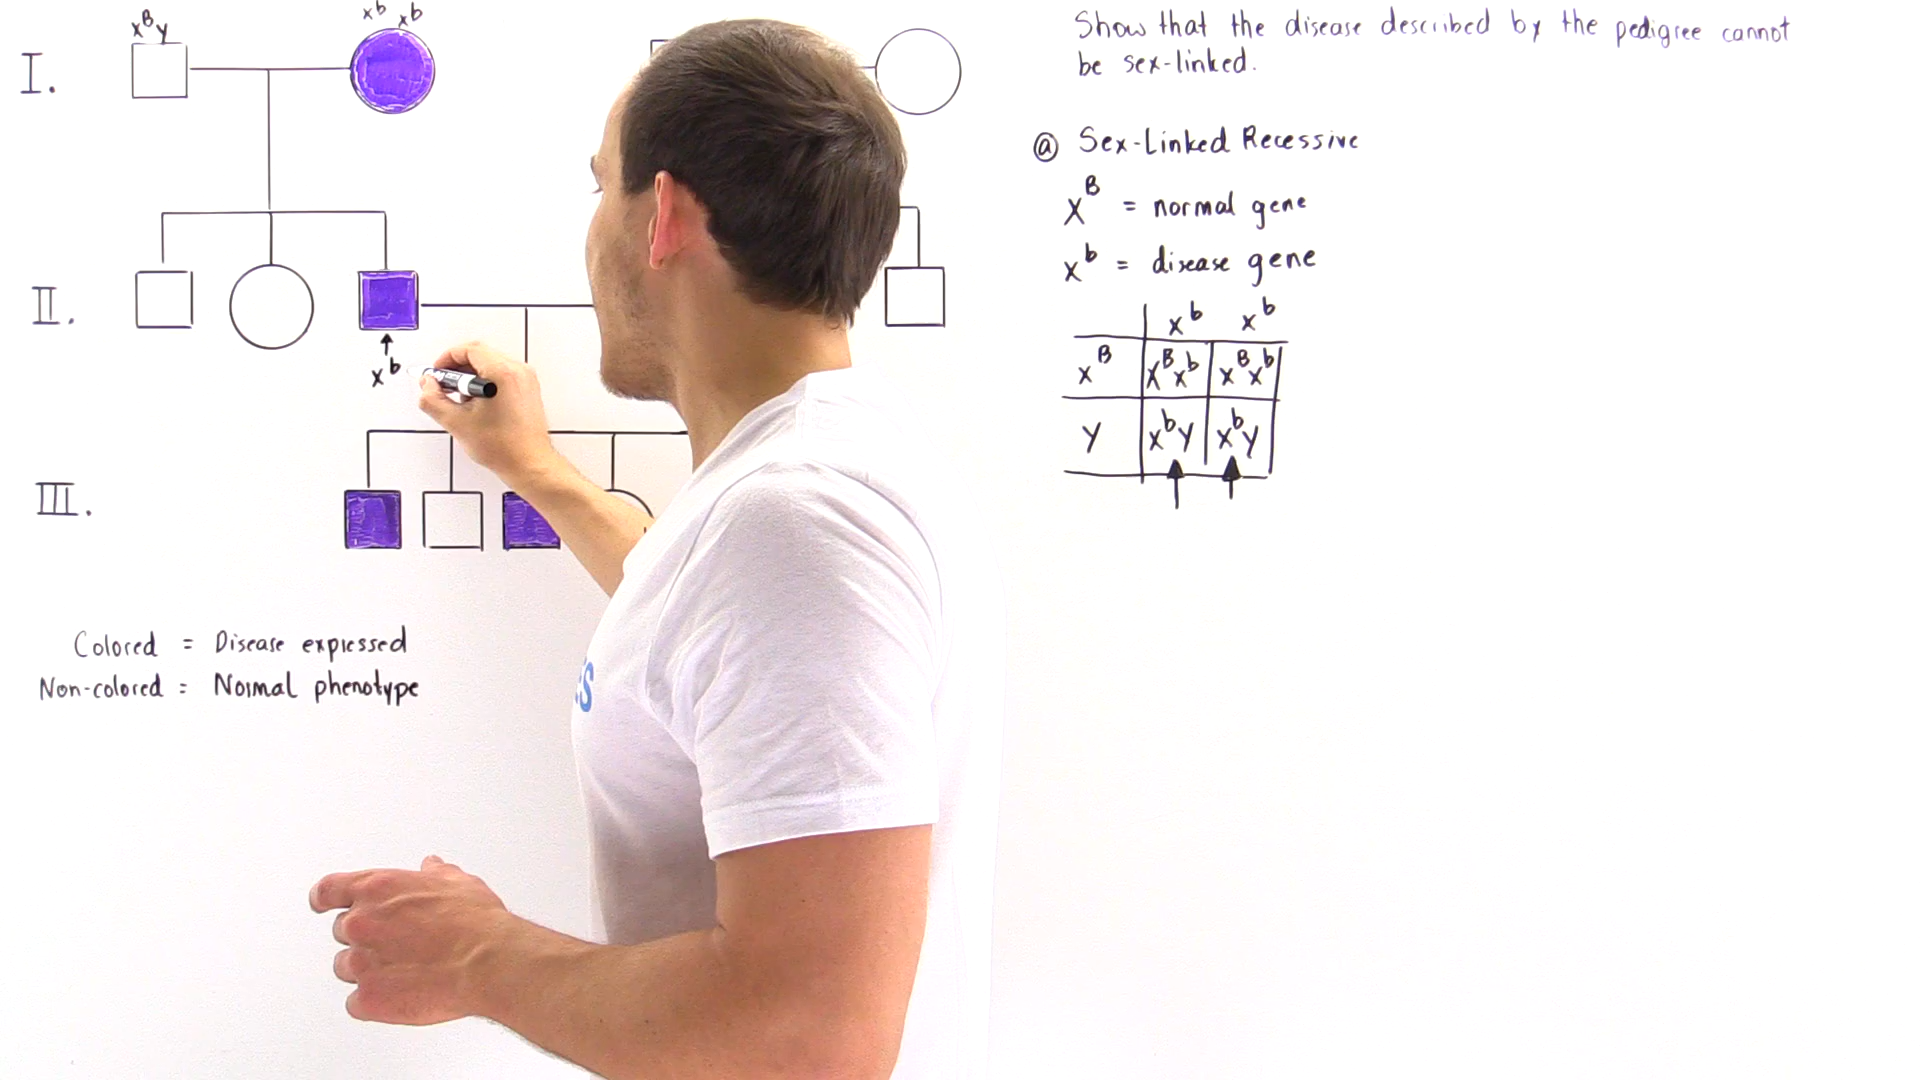 X^B Y
x^b x^b
I.
II.
x^b
III.
Colored = Disease expressed
Non-colored = Normal phenotype
Show that the disease described by the pedigree cannot
be sex-linked.
ⓐ Sex-Linked Recessive
X^B = normal gene
x^b = disease gene
x^b x^b
x^B X^B x^b x^B x^b
Y x^b Y x^b Y